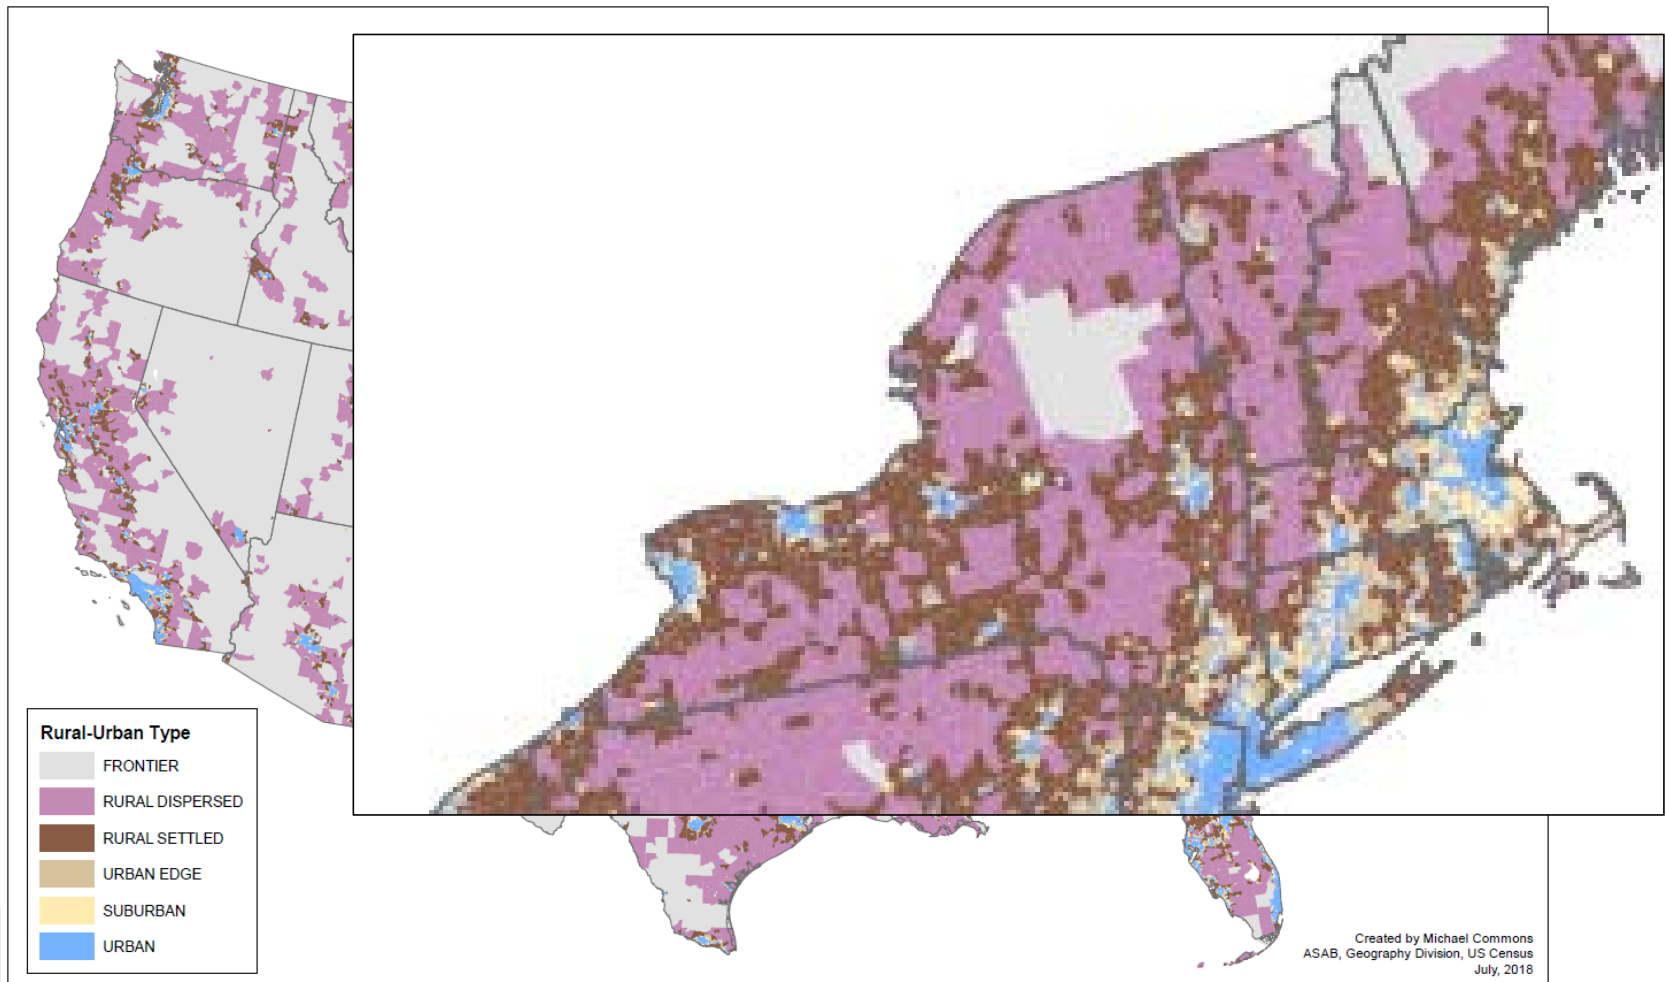 Rural-Urban Type
FRONTIER
RURAL DISPERSED
RURAL SETTLED
URBAN EDGE
SUBURBAN
URBAN
Created by Michael Commons
ASAB, Geography Division, US Census
July, 2018